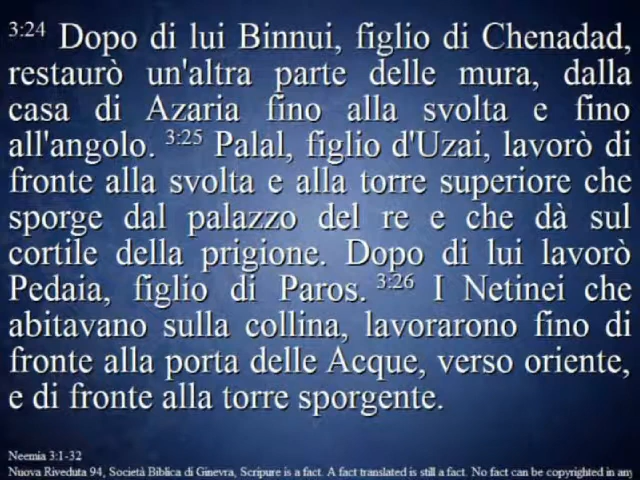 3:24 Dopo di lui Binnui, figlio di Chenadad,
restaurò un'altra parte delle mura, dalla
casa di Azaria fino alla svolta e fino
all'angolo. 3:25 Palal, figlio d'Uzai, lavorò di
fronte alla svolta e alla torre superiore che
sporge dal palazzo del re e che dà sul
cortile della prigione. Dopo di lui lavorò
Pedaia, figlio di Paros. 3:26 I Netinei che
abitavano sulla collina, lavorarono fino di
fronte alla porta delle Acque, verso oriente,
e di fronte alla torre sporgente.
Neemia 3:1-32
Nuova Riveduta 94, Società Biblica di Ginevra, Scripure is a fact. A fact translated is still a fact. No fact can be copyrighted in any